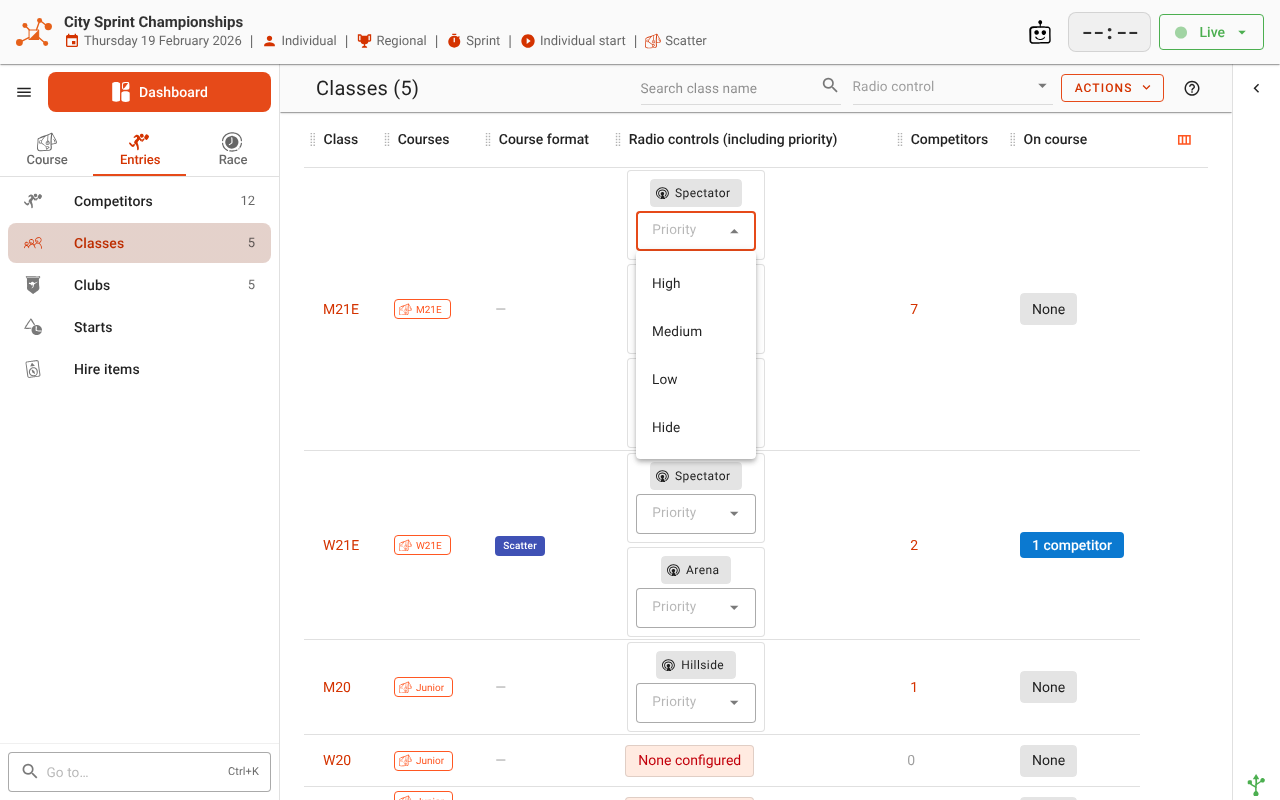 City Sprint Championships
Thursday 19 February 2026 | Individual | Regional | Sprint | Individual start | Scatter
--:--
Live
Dashboard
Classes (5)
Search class name
Radio control
ACTIONS
Course
Entries
Race
Competitors 12
Classes 5
Clubs 5
Starts
Hire items
Go to...
Ctrl+K
Class
Courses
Course format
Radio controls (including priority)
Competitors
On course
Spectator
Priority
High
Medium
Low
Hide
M21E
M21E
—
7
None
Spectator
Priority
W21E
W21E
Scatter
2
1 competitor
Arena
Priority
Hillside
M20
Junior
—
Priority
1
None
W20
Junior
—
None configured
0
None